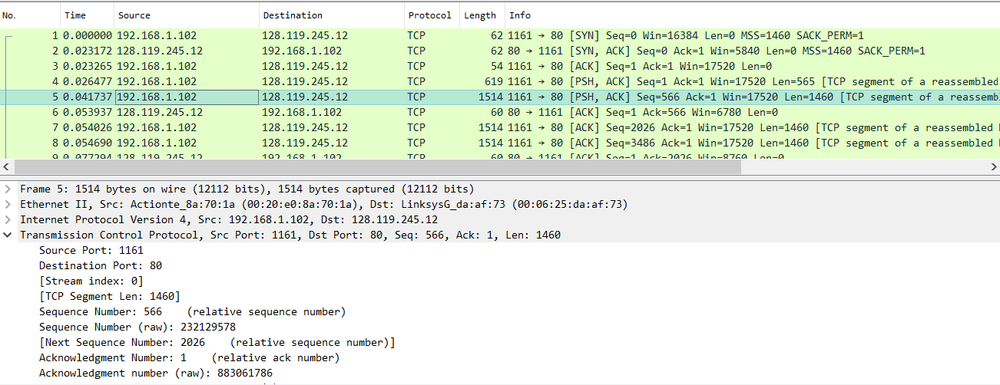 No. Time Source Destination Protocol Length Info
1 0.000000 192.168.1.102 128.119.245.12 TCP 62 1161 → 80 [SYN] Seq=0 Win=16384 Len=0 MSS=1460 SACK_PERM=1
2 0.023172 128.119.245.12 192.168.1.102 TCP 62 80 → 1161 [SYN, ACK] Seq=0 Ack=1 Win=5840 Len=0 MSS=1460 SACK_PERM=1
3 0.023265 192.168.1.102 128.119.245.12 TCP 54 1161 → 80 [ACK] Seq=1 Ack=1 Win=17520 Len=0
4 0.026477 192.168.1.102 128.119.245.12 TCP 619 1161 → 80 [PSH, ACK] Seq=1 Ack=1 Win=17520 Len=565 [TCP segment of a reassembled
5 0.041737 192.168.1.102 128.119.245.12 TCP 1514 1161 → 80 [PSH, ACK] Seq=566 Ack=1 Win=17520 Len=1460 [TCP segment of a reassembl
6 0.053937 128.119.245.12 192.168.1.102 TCP 60 80 → 1161 [ACK] Seq=1 Ack=566 Win=6780 Len=0
7 0.054026 192.168.1.102 128.119.245.12 TCP 1514 1161 → 80 [ACK] Seq=2026 Ack=1 Win=17520 Len=1460 [TCP segment of a reassembled
8 0.054690 192.168.1.102 128.119.245.12 TCP 1514 1161 → 80 [ACK] Seq=3486 Ack=1 Win=17520 Len=1460 [TCP segment of a reassembled
9 0.077294 128.119.245.12 192.168.1.102 TCP 60 80 → 1161 [ACK] Seq=1 Ack=2026 Win=8760 Len=0
Frame 5: 1514 bytes on wire (12112 bits), 1514 bytes captured (12112 bits)
Ethernet II, Src: Actionte_8a:70:1a (00:20:e0:8a:70:1a), Dst: LinksysG_da:af:73 (00:06:25:da:af:73)
Internet Protocol Version 4, Src: 192.168.1.102, Dst: 128.119.245.12
Transmission Control Protocol, Src Port: 1161, Dst Port: 80, Seq: 566, Ack: 1, Len: 1460
Source Port: 1161
Destination Port: 80
[Stream index: 0]
[TCP Segment Len: 1460]
Sequence Number: 566 (relative sequence number)
Sequence Number (raw): 232129578
[Next Sequence Number: 2026 (relative sequence number)]
Acknowledgment Number: 1 (relative ack number)
Acknowledgment number (raw): 883061786